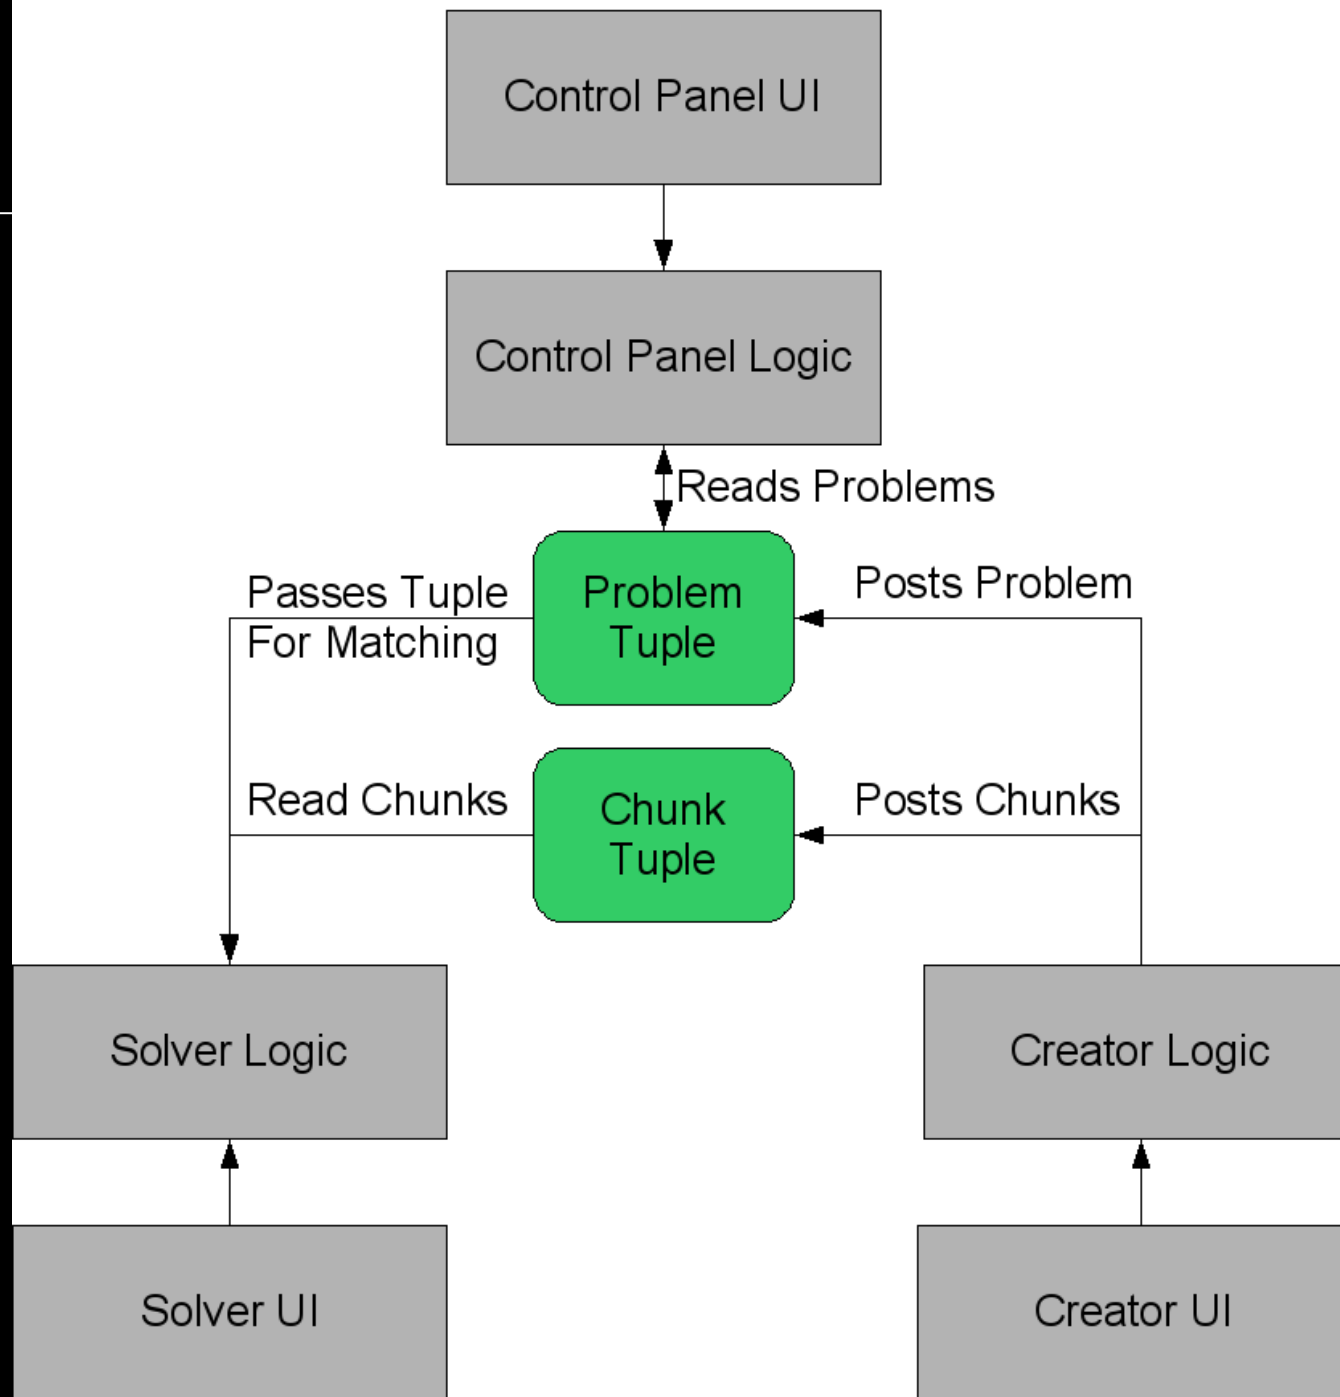 Control Panel UI
Control Panel Logic
Reads Problems
Passes Tuple
For Matching
Problem
Tuple
Posts Problem
Read Chunks
Chunk
Tuple
Posts Chunks
Solver Logic
Creator Logic
Solver UI
Creator UI